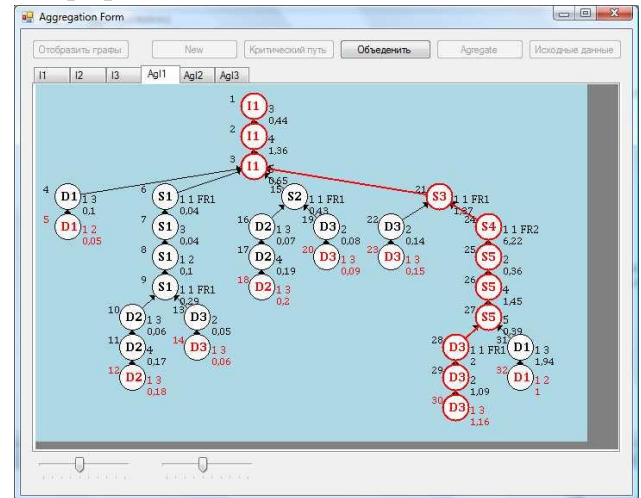 Aggregation Form
Отобразить графы New Критический путь Объеденить Agregate Исходные данные
I1 I2 I3 AgI1 AgI2 AgI3
1 I1 3
0,44
2 I1 4
1,36
3 I1
0,65
4 D1 1 3
0,1
5 D1 1 2
0,05
6 S1 1 1 FR1
0,04
7 S1 3
0,04
8 S1 1 2
0,1
9 S1 1 1 FR1
0,29
10 D2 1 3
0,06
11 D2 4
0,17
12 D2 1 3
0,18
13 D3 2
0,05
14 D3 1 3
0,06
15 S2 1 1 FR1
0,43
16 D2 1 3
0,07
17 D2 4
0,19
18 D2 1 3
0,2
19 D3 2
0,08
20 D3 1 3
0,09
21 S3 1 1 FR1
1,37
22 D3 2
0,14
23 D3 1 3
0,15
24 S4 1 1 FR2
6,22
25 S5 2
0,36
26 S5 4
1,45
27 S5 5
0,39
28 D3 1 1 FR1
2
29 D3 2
1,09
30 D3 1 3
1,16
31 D1 1 3
1,94
32 D1 1 2
1